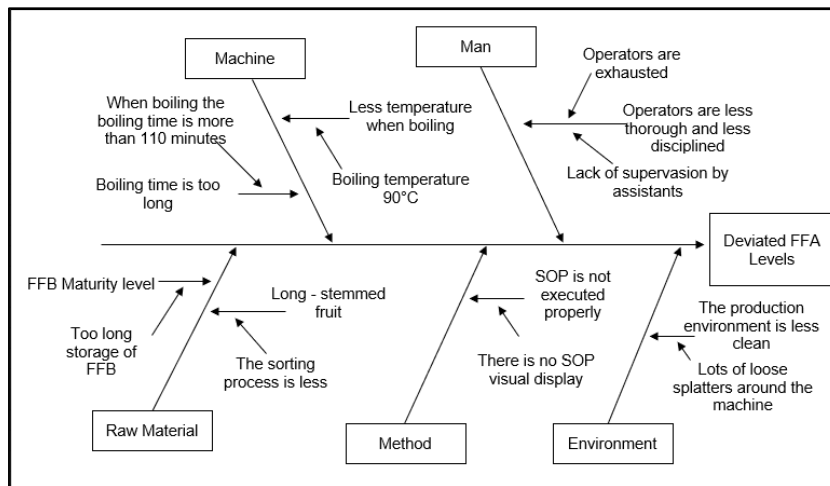 Machine
Man
Operators are
exhausted
When boiling the
boiling time is more
than 110 minutes
Less temperature
when boiling
Operators are less
thorough and less
disciplined
Boiling time is too
long
Boiling temperature
90°C
Lack of supervasion by
assistants
Deviated FFA
Levels
FFB Maturity level
Long - stemmed
fruit
SOP is not
executed
properly
The production
environment is less
clean
Too long
storage of
FFB
The sorting
process is less
There is no SOP
visual display
Lots of loose
splatters around the
machine
Raw Material
Method
Environment